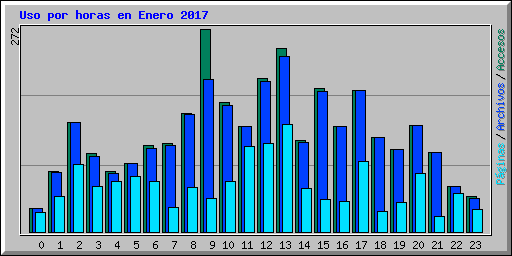 Uso por horas en Enero 2017
272
Páginas / Archivos / Accesos
0 1 2 3 4 5 6 7 8 9 10 11 12 13 14 15 16 17 18 19 20 21 22 23